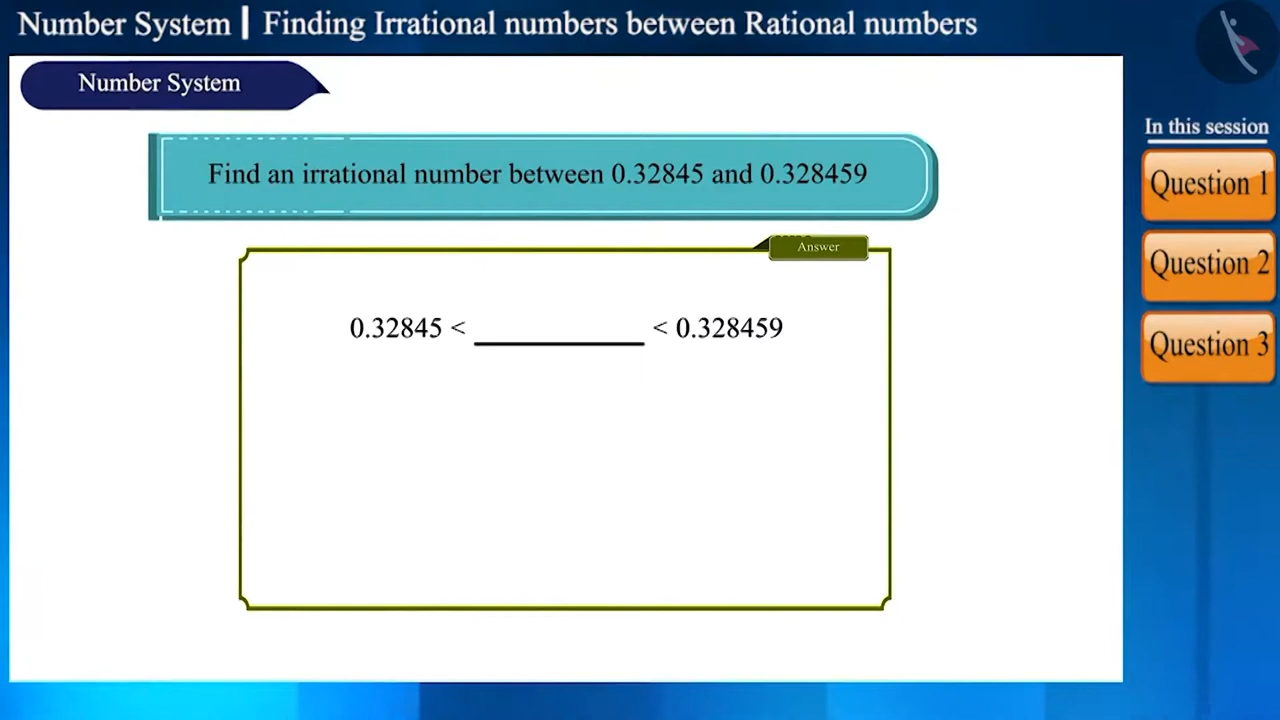 Number System | Finding Irrational numbers between Rational numbers
Number System
In this session
Find an irrational number between 0.32845 and 0.328459
Question 1
Answer
Question 2
0.32845 < ____________ < 0.328459
Question 3